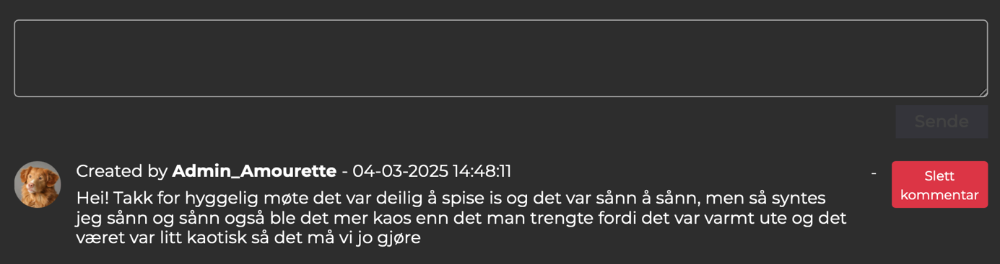 Sende
Created by Admin_Amourette - 04-03-2025 14:48:11
-
Slett
kommentar
Hei! Takk for hyggelig møte det var deilig å spise is og det var sånn å sånn, men så syntes
jeg sånn og sånn også ble det mer kaos enn det man trengte fordi det var varmt ute og det
været var litt kaotisk så det må vi jo gjøre